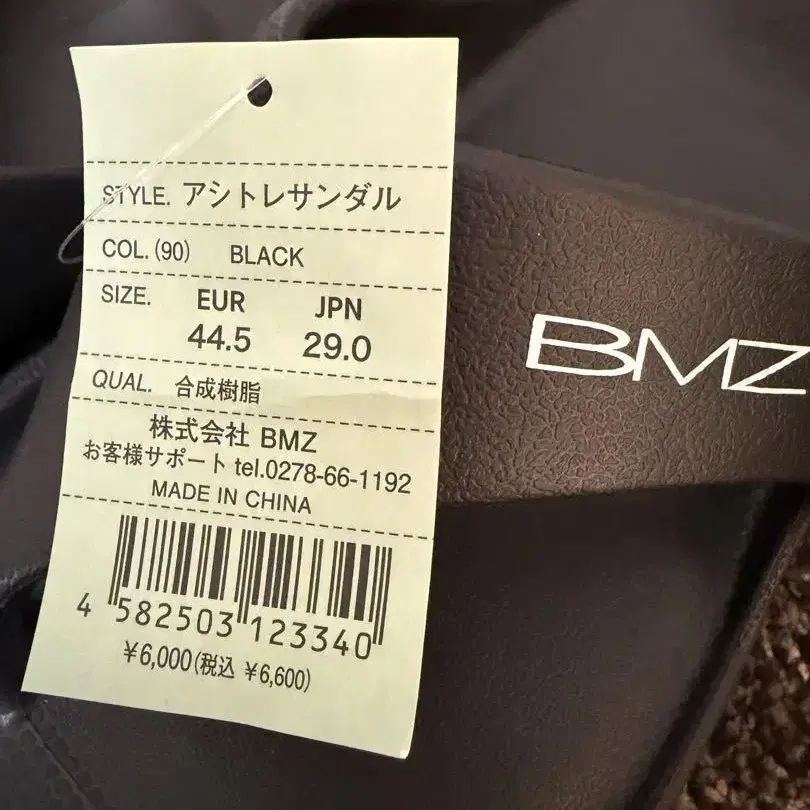 STYLE. アシトレサンダル
COL.(90) BLACK
SIZE. EUR JPN
44.5 29.0
QUAL. 合成樹脂
株式会社 BMZ
お客様サポート tel.0278-66-1192
MADE IN CHINA
4 582503 123340
¥6,000(税込 ¥6,600)
BMZ